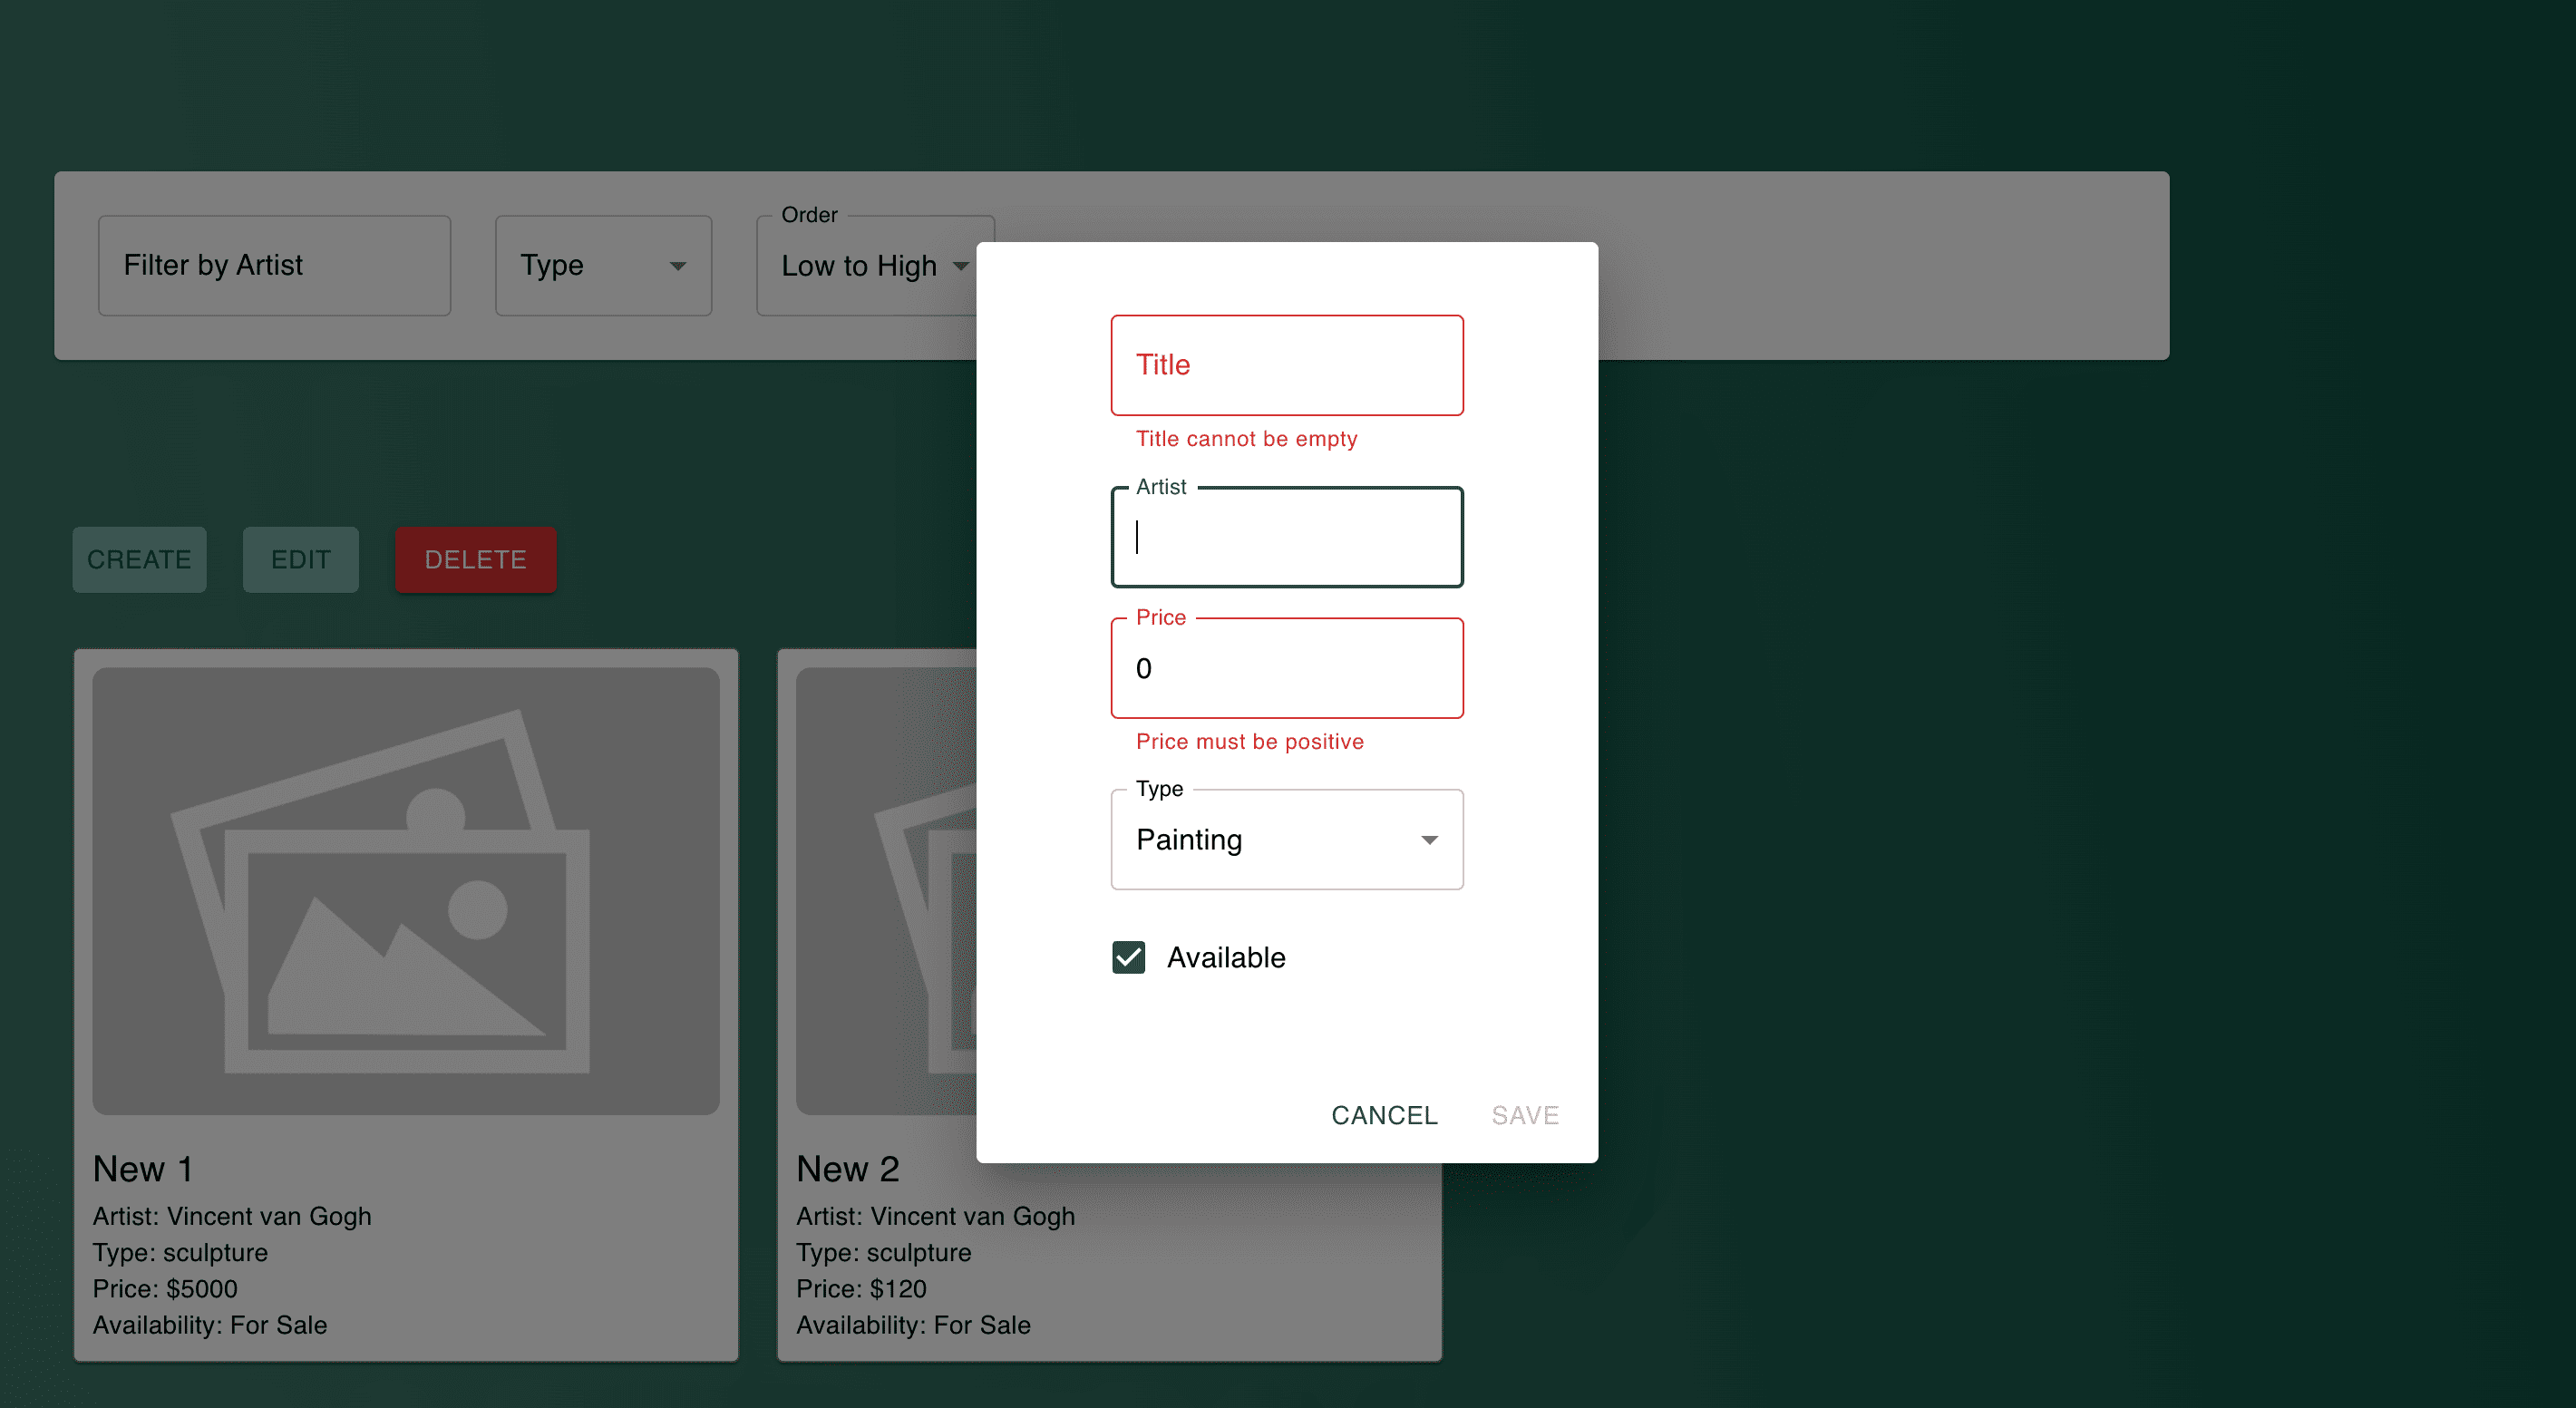 Filter by Artist
Type
Order
Low to High
CREATE
EDIT
DELETE
New 1
Artist: Vincent van Gogh
Type: sculpture
Price: $5000
Availability: For Sale
New 2
Artist: Vincent van Gogh
Type: sculpture
Price: $120
Availability: For Sale
Title
Title cannot be empty
Artist
Price
0
Price must be positive
Type
Painting
Available
CANCEL
SAVE